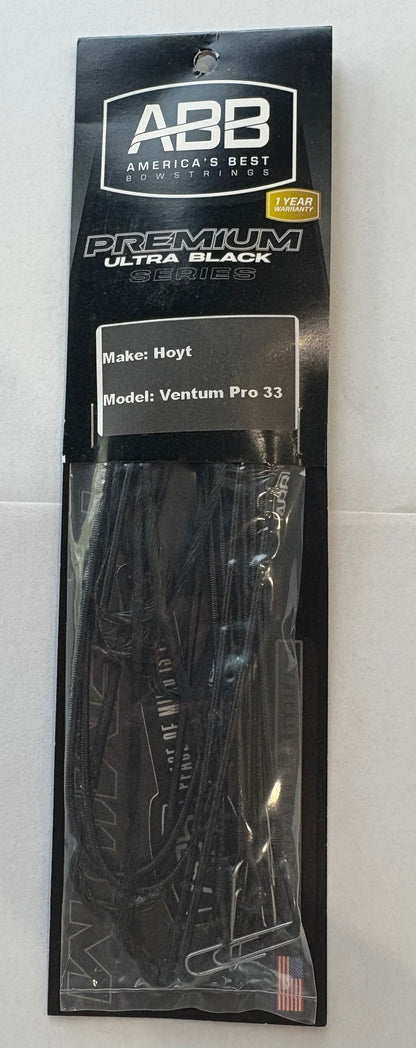 ABB
AMERICA'S BEST
BOWSTRINGS
1 YEAR
WARRANTY
PREMIUM
ULTRA BLACK
SERIES
Make: Hoyt
Model: Ventum Pro 33